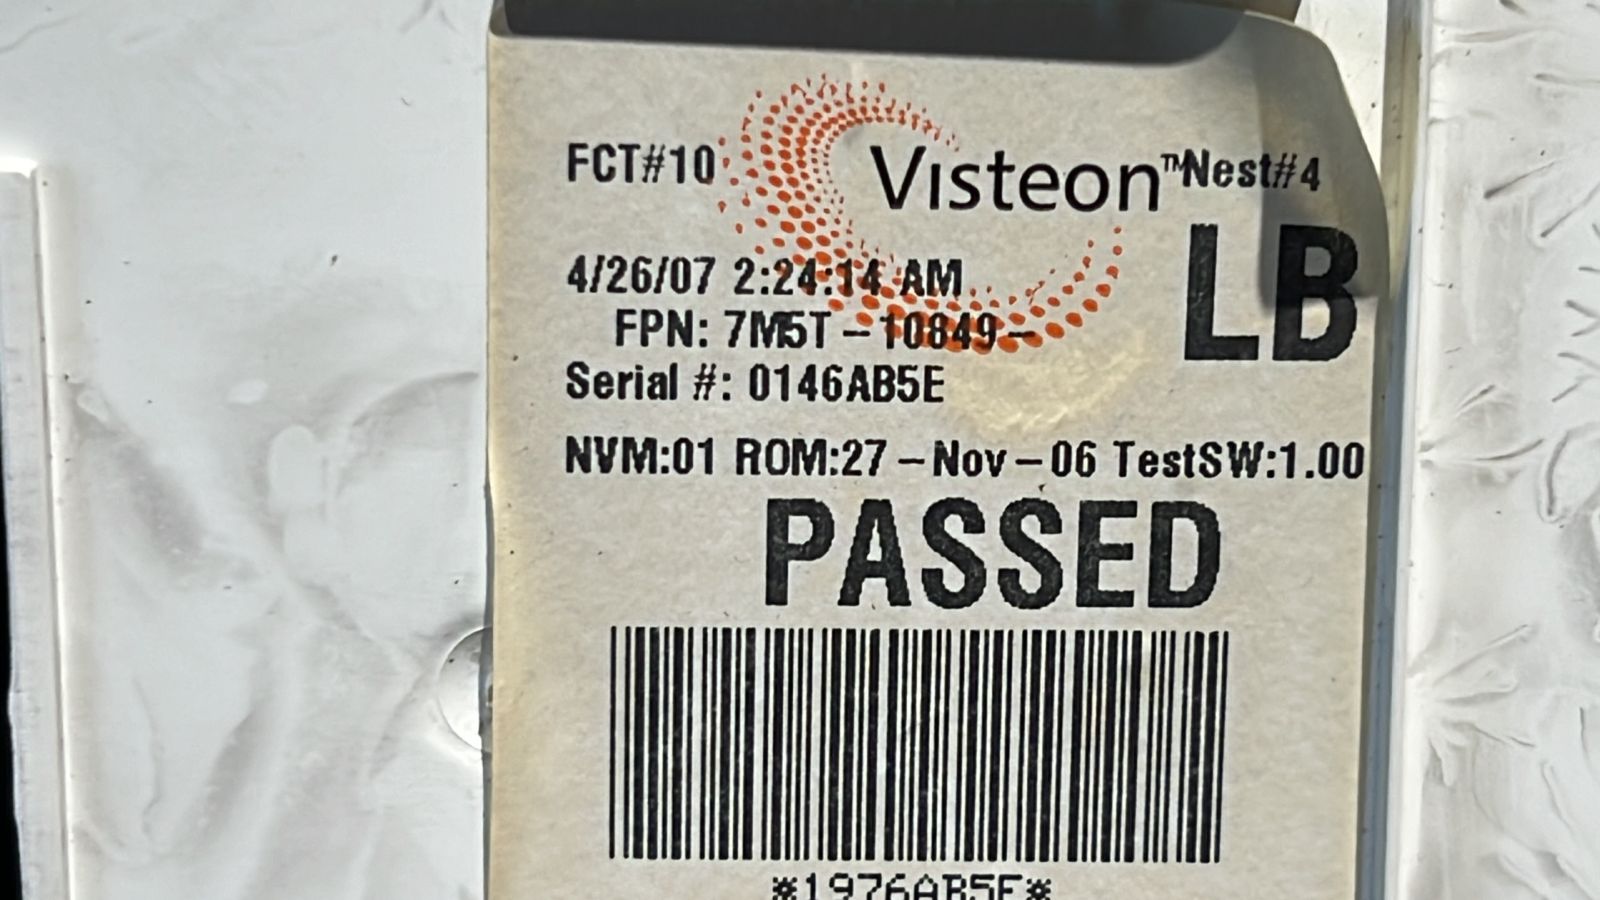 FCT#10 Visteon™ Nest#4
LB
4/26/07 2:24:14 AM
FPN: 7M5T-10849-
Serial #: 0146AB5E
NVM:01 ROM:27-Nov-06 TestSW:1.00
PASSED
*1976AB5E*